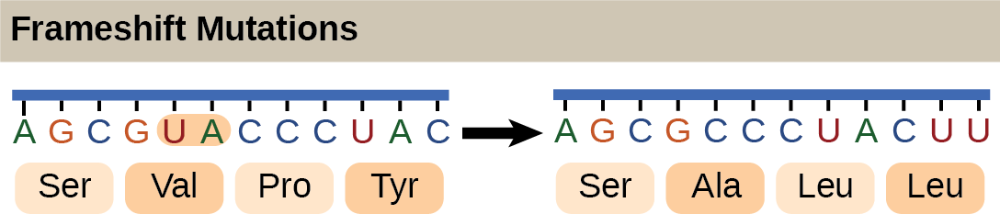 Frameshift Mutations
A G C G U A C C C U A C A G C G C C C U A C U U
Ser Val Pro Tyr Ser Ala Leu Leu